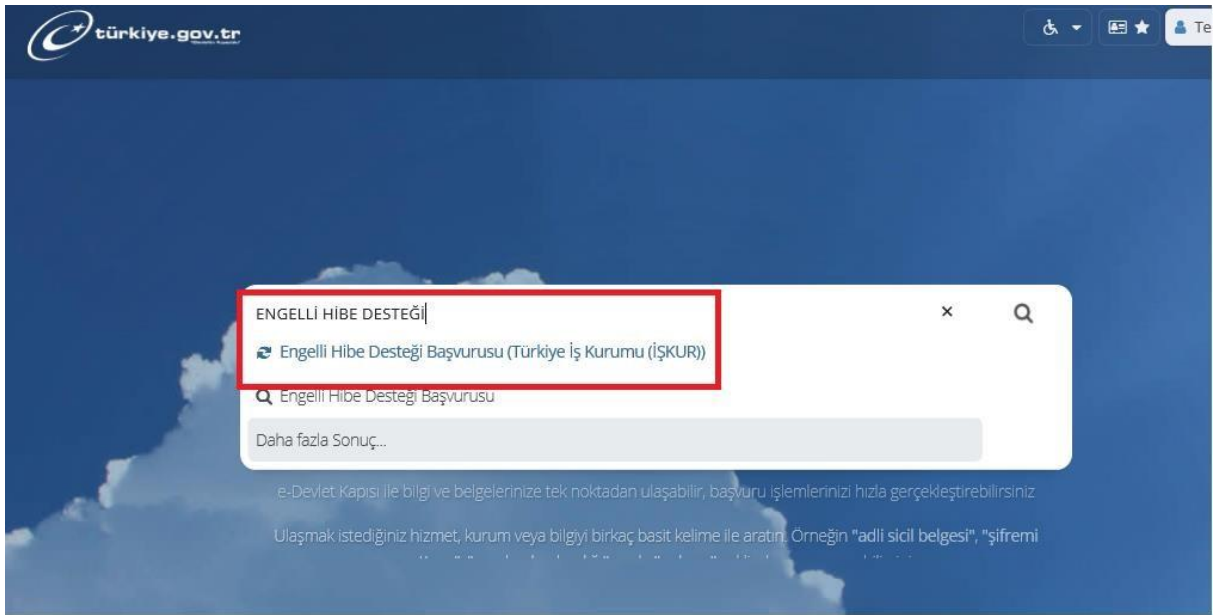 türkiye.gov.tr
Te
ENGELLİ HİBE DESTEĞİ
Engelli Hibe Desteği Başvurusu (Türkiye İş Kurumu (İŞKUR))
Engelli Hibe Desteği Başvurusu
Daha fazla Sonuç...
e-Devlet Kapısı ile bilgi ve belgelerinize tek noktadan ulaşabilir, başvuru işlemlerinizi hızla gerçekleştirebilirsiniz
Ulaşmak istediğiniz hizmet, kurum veya bilgiyi birkaç basit kelime ile aratın. Örneğin "adli sicil belgesi", "şifremi